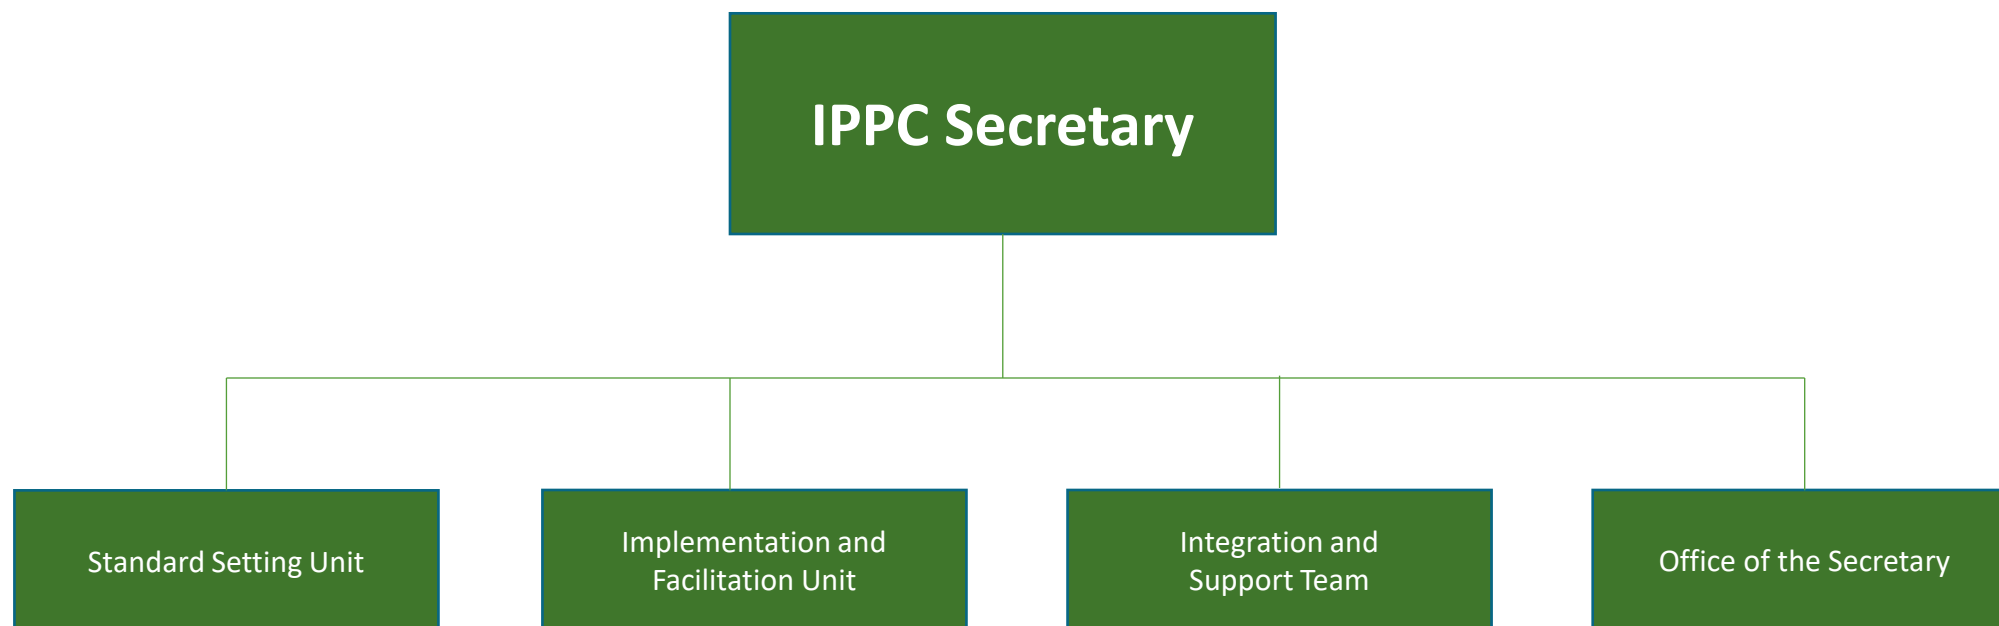 IPPC Secretary
Standard Setting Unit
Implementation and
Facilitation Unit
Integration and
Support Team
Office of the Secretary